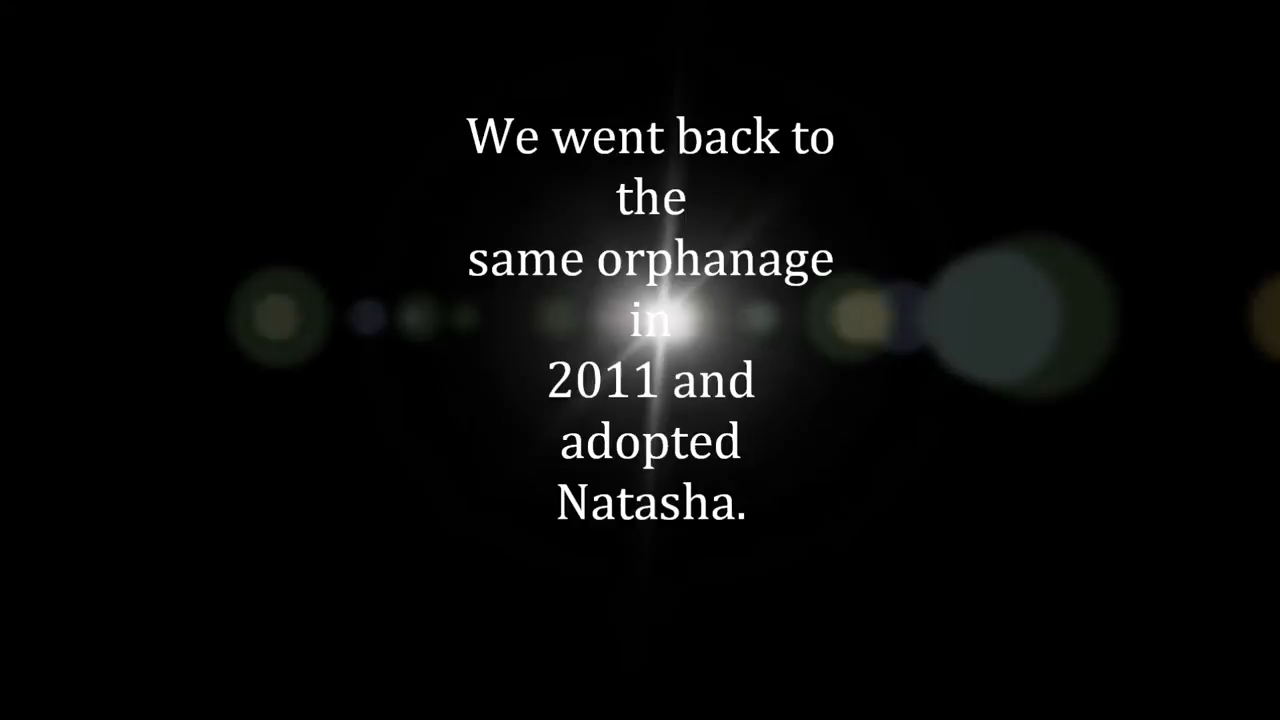 We went back to
the
same orphanage
in
2011 and
adopted
Natasha.